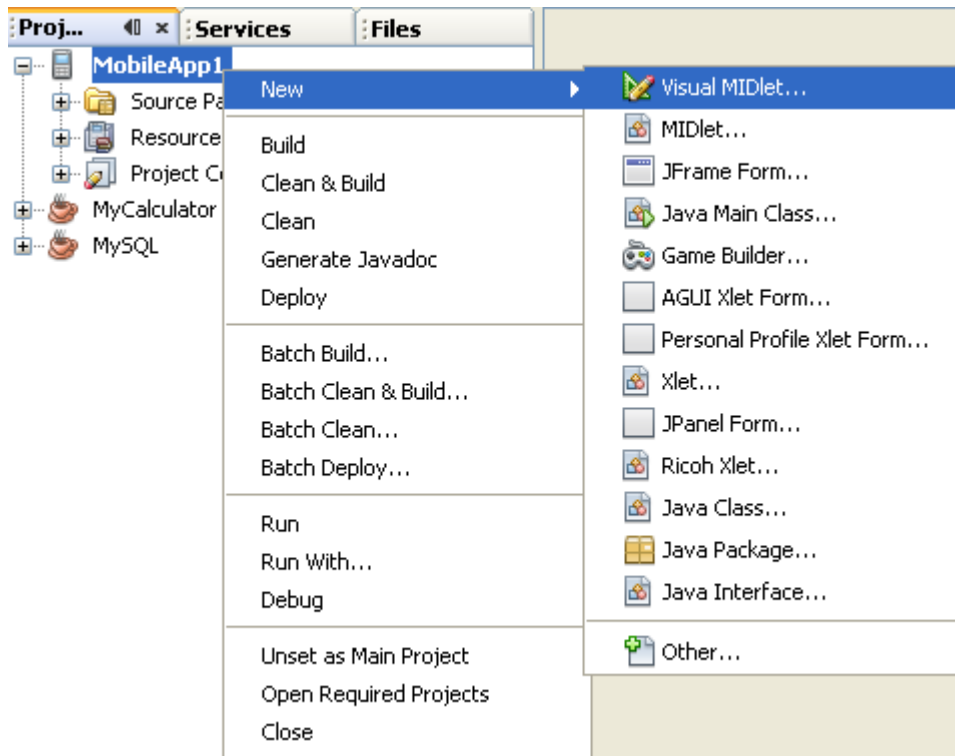 Proj... Services Files
MobileApp1
Source Pa
Resource
Project C
MyCalculator
MySQL
New
Build
Clean & Build
Clean
Generate Javadoc
Deploy
Batch Build...
Batch Clean & Build...
Batch Clean...
Batch Deploy...
Run
Run With...
Debug
Unset as Main Project
Open Required Projects
Close
Visual MIDlet...
MIDlet...
JFrame Form...
Java Main Class...
Game Builder...
AGUI Xlet Form...
Personal Profile Xlet Form...
Xlet...
JPanel Form...
Ricoh Xlet...
Java Class...
Java Package...
Java Interface...
Other...